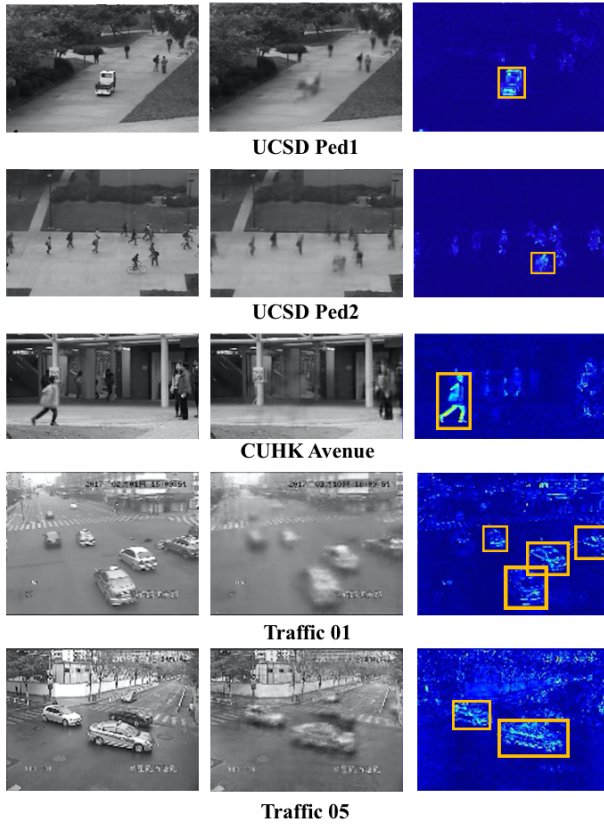 UCSD Ped1
UCSD Ped2
CUHK Avenue
Traffic 01
Traffic 05